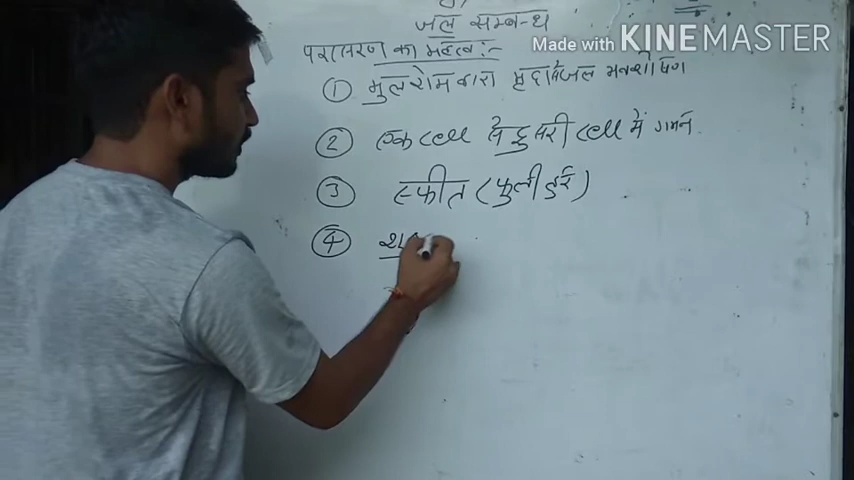 जल सम्बन्ध
Made with KINEMASTER
परासरण का महत्व :-
① मुलरोम द्वारा मृदा से जल अवशोषण
② एक cell से दुसरी cell में गमन
③ स्फीत (फुली हुई)
④